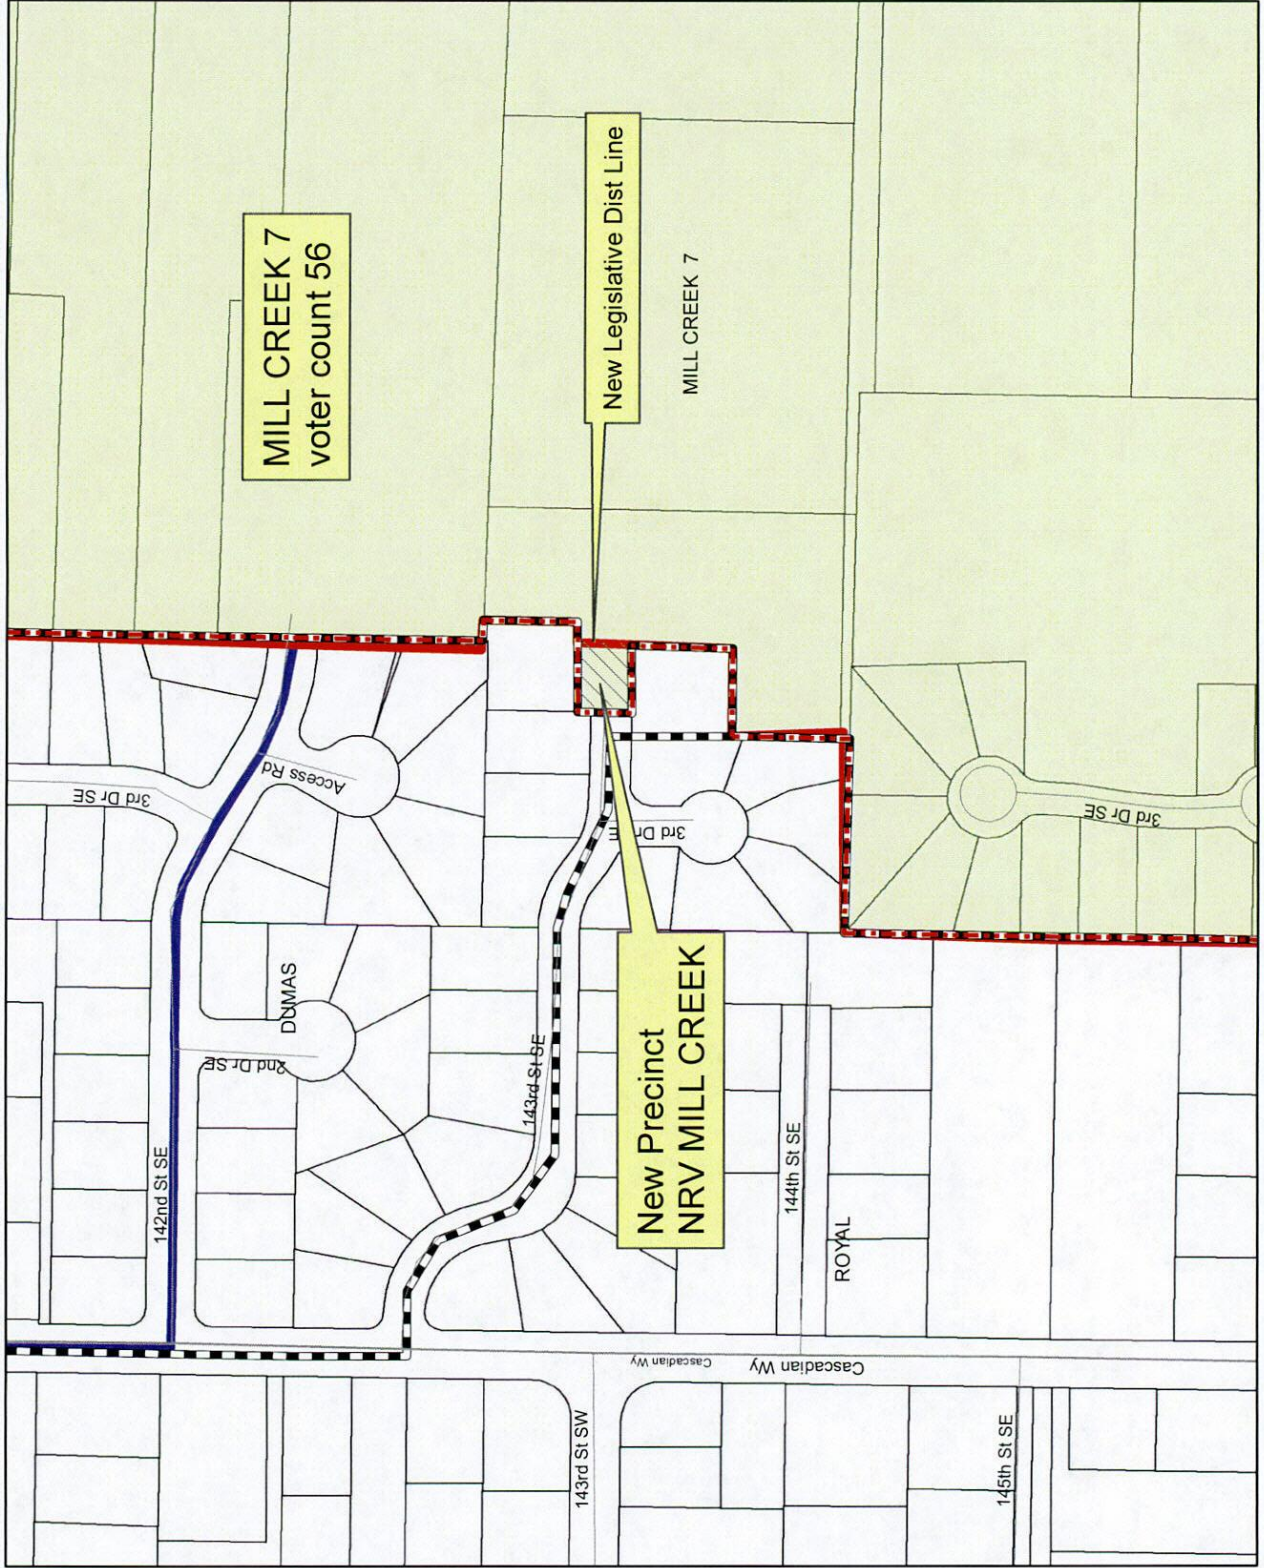 MILL CREEK 7
voter count 56
New Legislative Dist Line
MILL CREEK 7
3rd Dr SE
Access Rd
3rd Dr SE
3rd Dr SE
DUMAS
2nd Dr SE
142nd St SE
143rd St SE
New Precinct
NRV MILL CREEK
144th St SE
ROYAL
Cascadian Wy
Cascadian Wy
143rd St SW
145th St SE